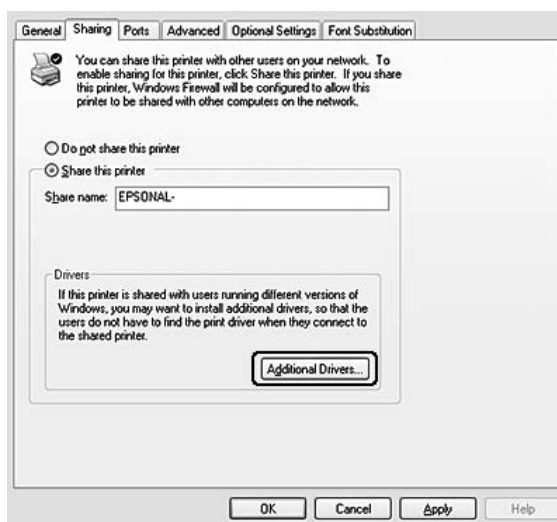 General Sharing Ports Advanced Optional Settings Font Substitution
You can share this printer with other users on your network. To
enable sharing for this printer, click Share this printer. If you share
this printer, Windows Firewall will be configured to allow this
printer to be shared with other computers on the network.
Do not share this printer
Share this printer
Share name: EPSONAL-
Drivers
If this printer is shared with users running different versions of
Windows, you may want to install additional drivers, so that the
users do not have to find the print driver when they connect to
the shared printer.
Additional Drivers...
OK Cancel Apply Help